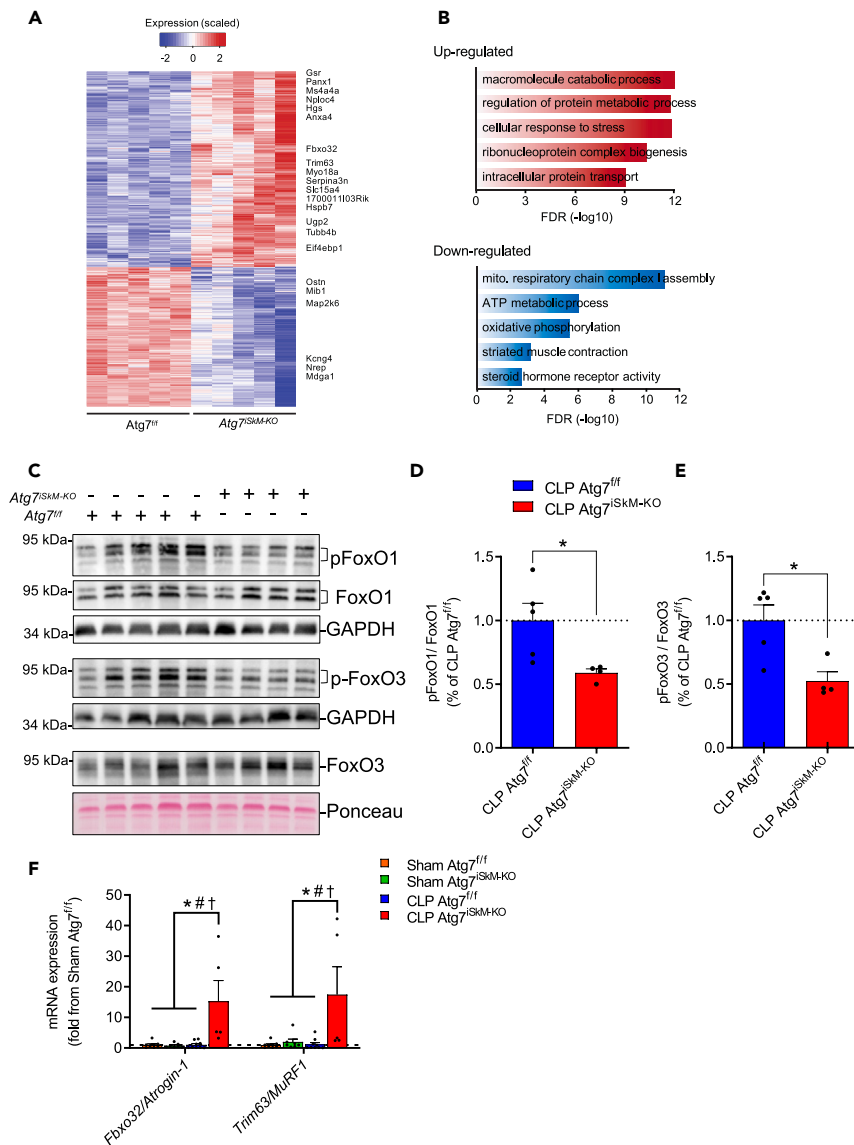 A
Expression (scaled)
-2 0 2
Gsr
Panx1
Ms4a4a
Nploc4
Hgs
Anxa4
Fbxo32
Trim63
Myo18a
Serpina3n
Slc15a4
1700011I03Rik
Hspb7
Ugp2
Tubb4b
Eif4ebp1
Ostn
Mib1
Map2k6
Kcng4
Nrep
Mdga1
Atg7f/f
Atg7iSkM-KO
B
Up-regulated
macromolecule catabolic process
regulation of protein metabolic process
cellular response to stress
ribonucleoprotein complex biogenesis
intracellular protein transport
0 3 6 9 12
FDR (-log10)
Down-regulated
mito. respiratory chain complex I assembly
ATP metabolic process
oxidative phosphorylation
striated muscle contraction
steroid hormone receptor activity
0 2 4 6 8 10 12
FDR (-log10)
C
Atg7iSkM-KO - - - - - + + + +
Atg7f/f + + + + + - - - -
95 kDa
pFoxO1
95 kDa
FoxO1
34 kDa
GAPDH
95 kDa
p-FoxO3
34 kDa
GAPDH
95 kDa
FoxO3
Ponceau
D
CLP Atg7f/f
CLP Atg7iSkM-KO
pFoxO1/ FoxO1
(% of CLP Atg7f/f)
1.5
1.0
0.5
0.0
*
CLP Atg7f/f
CLP Atg7iSkM-KO
E
pFoxO3 / FoxO3
(% of CLP Atg7f/f)
1.5
1.0
0.5
0.0
*
CLP Atg7f/f
CLP Atg7iSkM-KO
F
Sham Atg7f/f
Sham Atg7iSkM-KO
CLP Atg7f/f
CLP Atg7iSkM-KO
mRNA expression
(fold from Sham Atg7f/f)
50
40
30
20
10
0
* # †
* # †
Fbxo32/Atrogin-1
Trim63/MuRF1